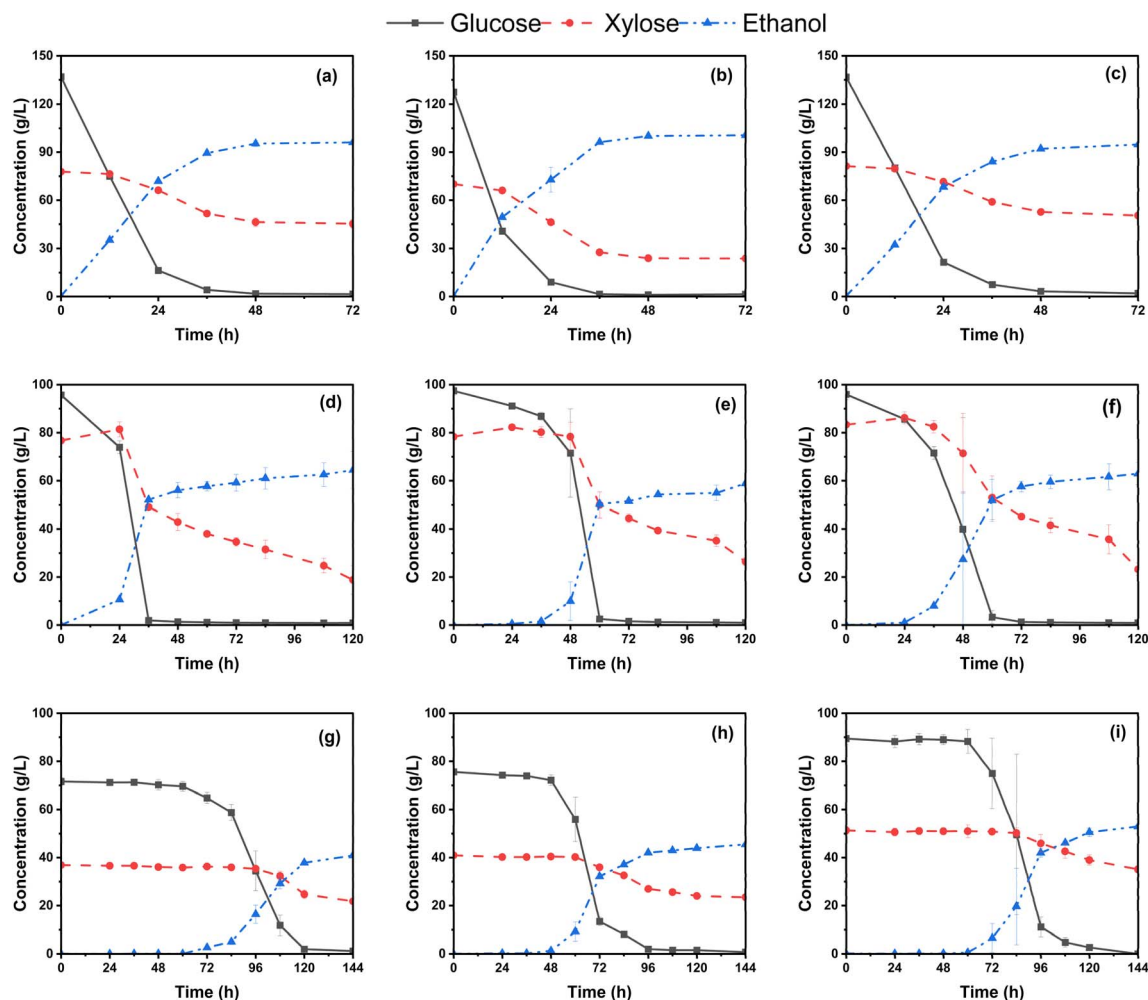 Glucose Xylose Ethanol
(a) (b) (c)
150 150 150
120 120 120
90 90 90
60 60 60
30 30 30
0 0 0
Concentration (g/L) Concentration (g/L) Concentration (g/L)
0 12 24 36 48 72 0 12 24 36 48 72 0 12 24 36 48 72
Time (h) Time (h) Time (h)
(d) (e) (f)
100 100 100
80 80 80
60 60 60
40 40 40
20 20 20
0 0 0
Concentration (g/L) Concentration (g/L) Concentration (g/L)
0 24 48 72 96 120 0 24 48 72 96 120 0 24 48 72 96 120
Time (h) Time (h) Time (h)
(g) (h) (i)
100 100 100
80 80 80
60 60 60
40 40 40
20 20 20
0 0 0
Concentration (g/L) Concentration (g/L) Concentration (g/L)
0 24 48 72 96 120 144 0 24 48 72 96 120 144 0 24 48 72 96 120 144
Time (h) Time (h) Time (h)